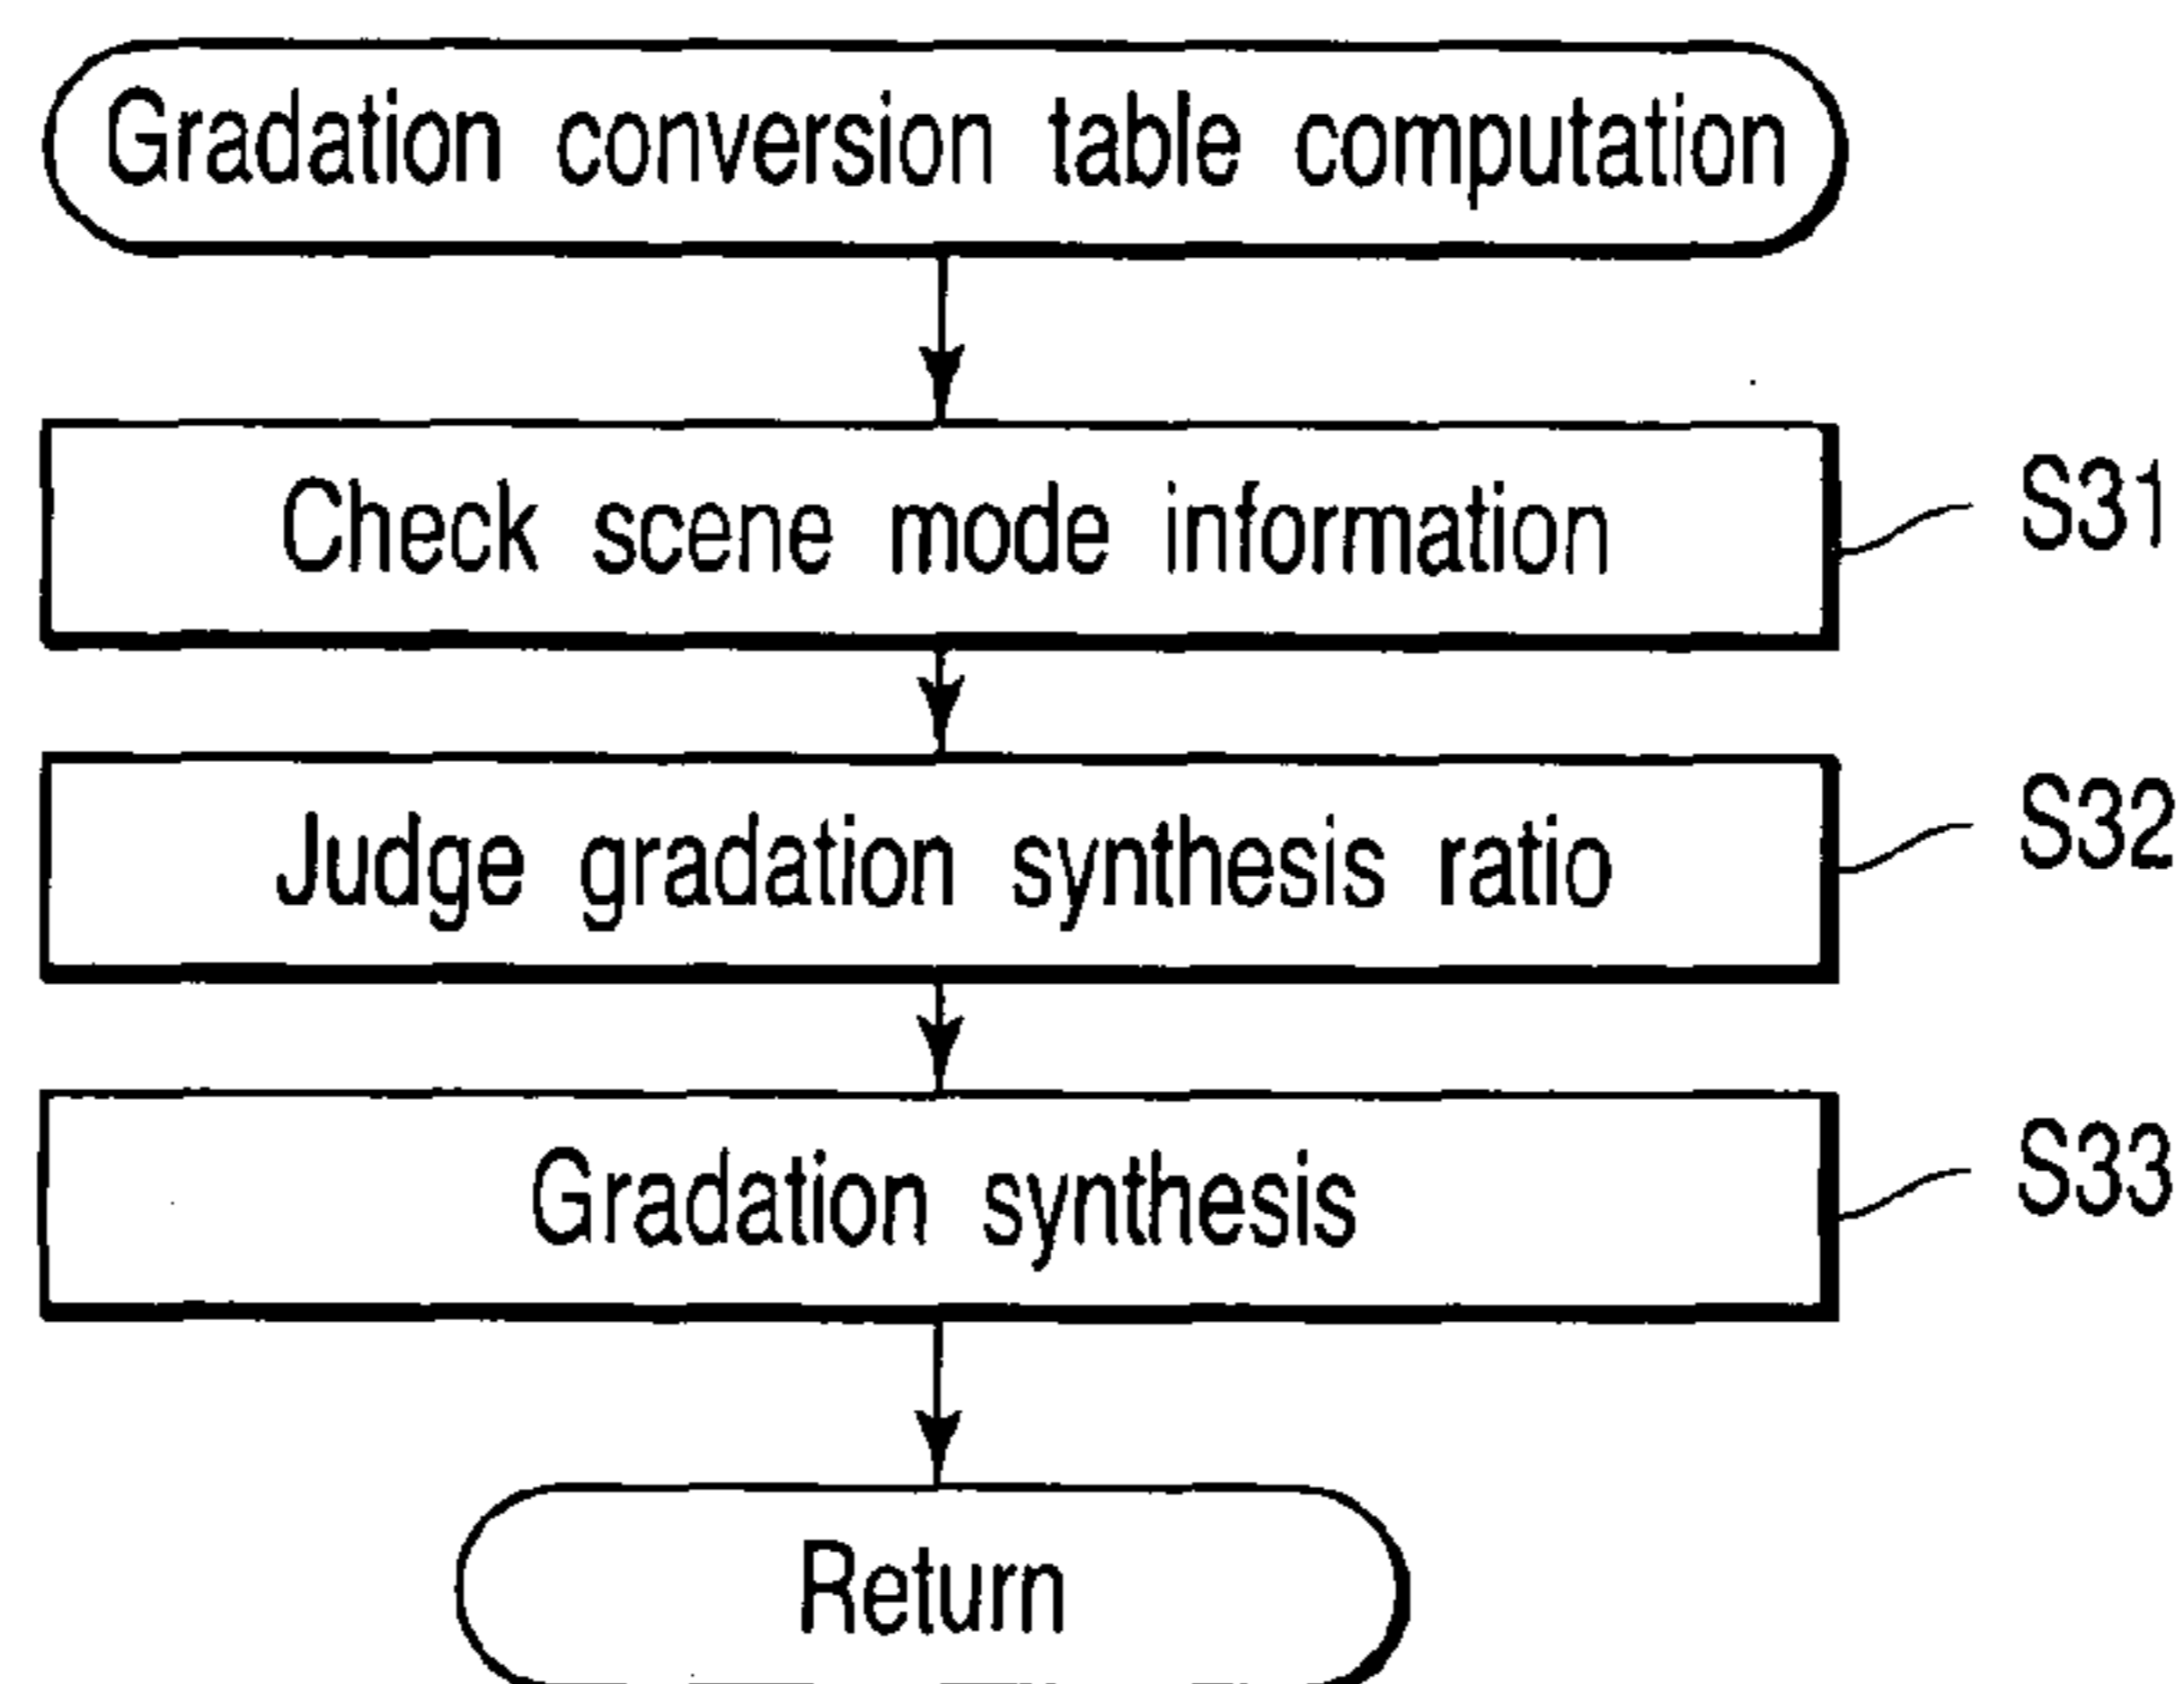 Gradation conversion table computation
Check scene mode information
S31
Judge gradation synthesis ratio
S32
Gradation synthesis
S33
Return